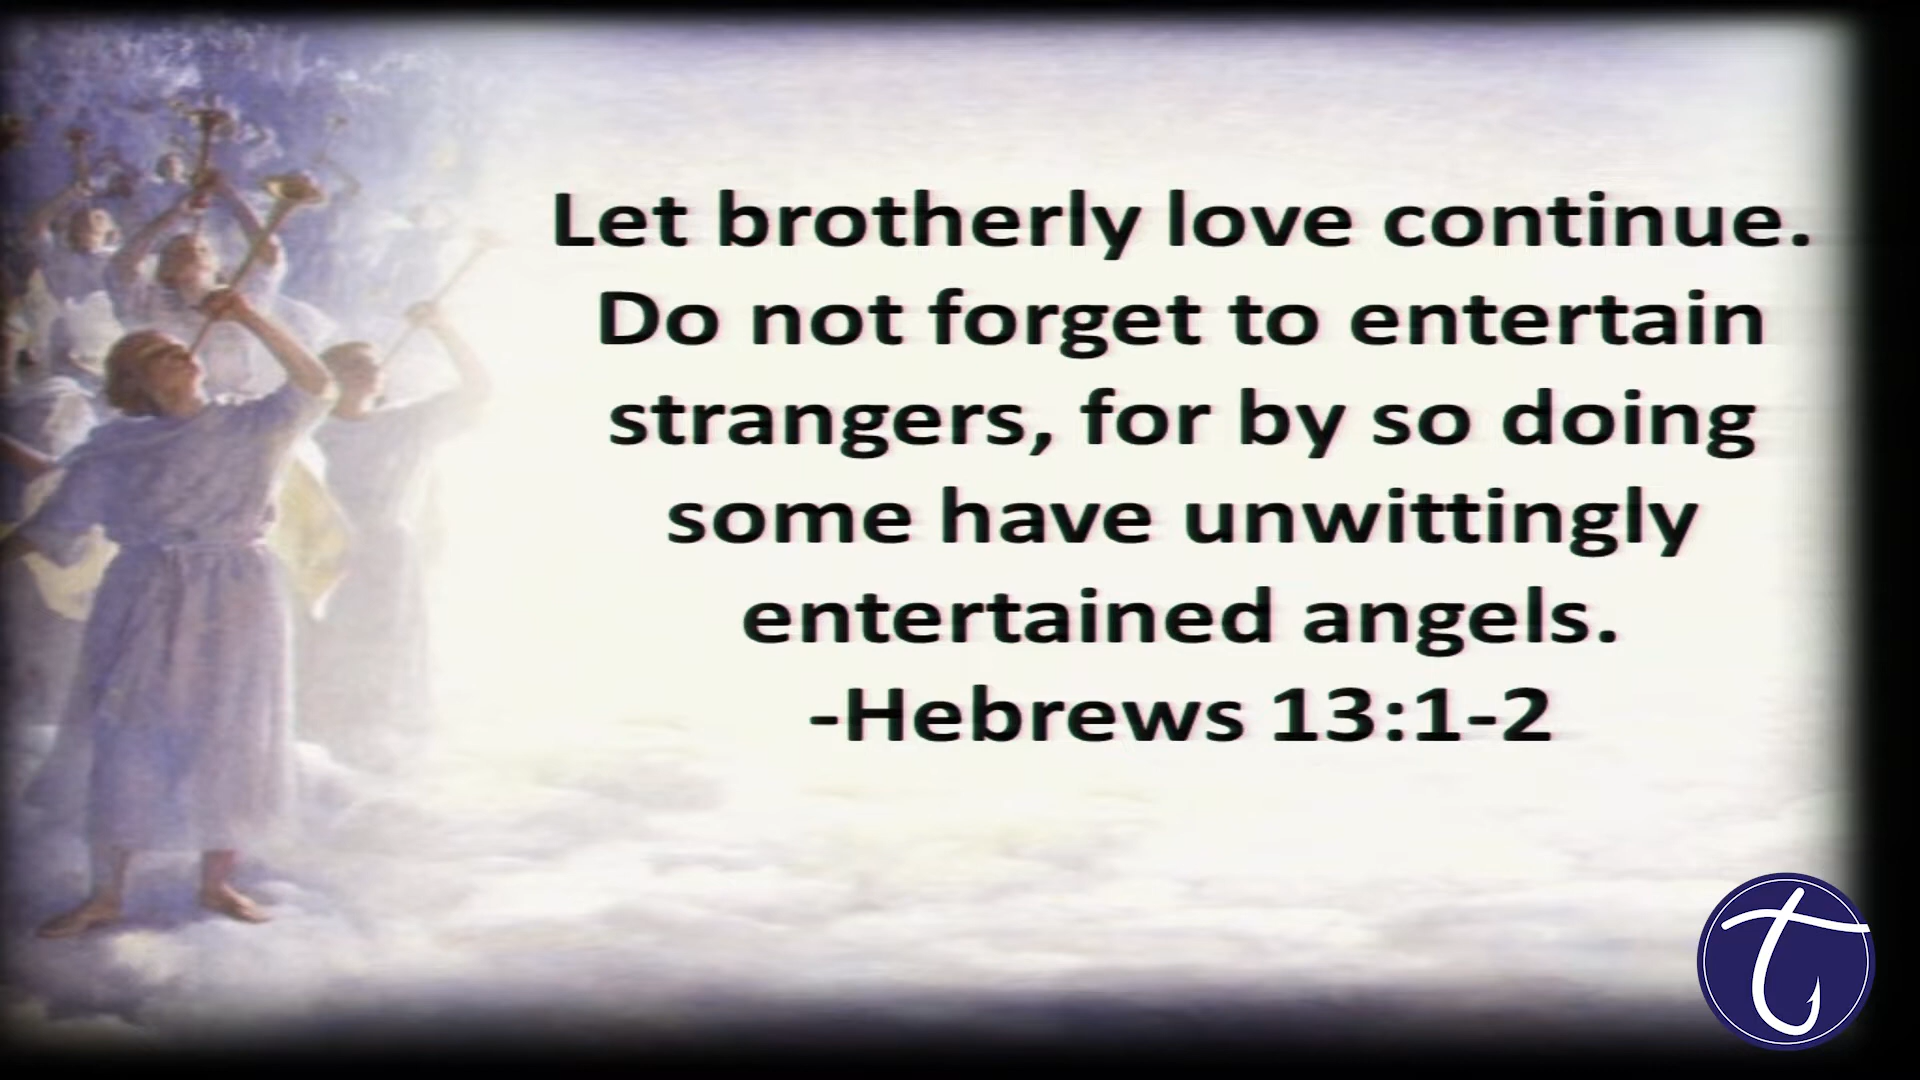 Let brotherly love continue.
Do not forget to entertain
strangers, for by so doing
some have unwittingly
entertained angels.
-Hebrews 13:1-2